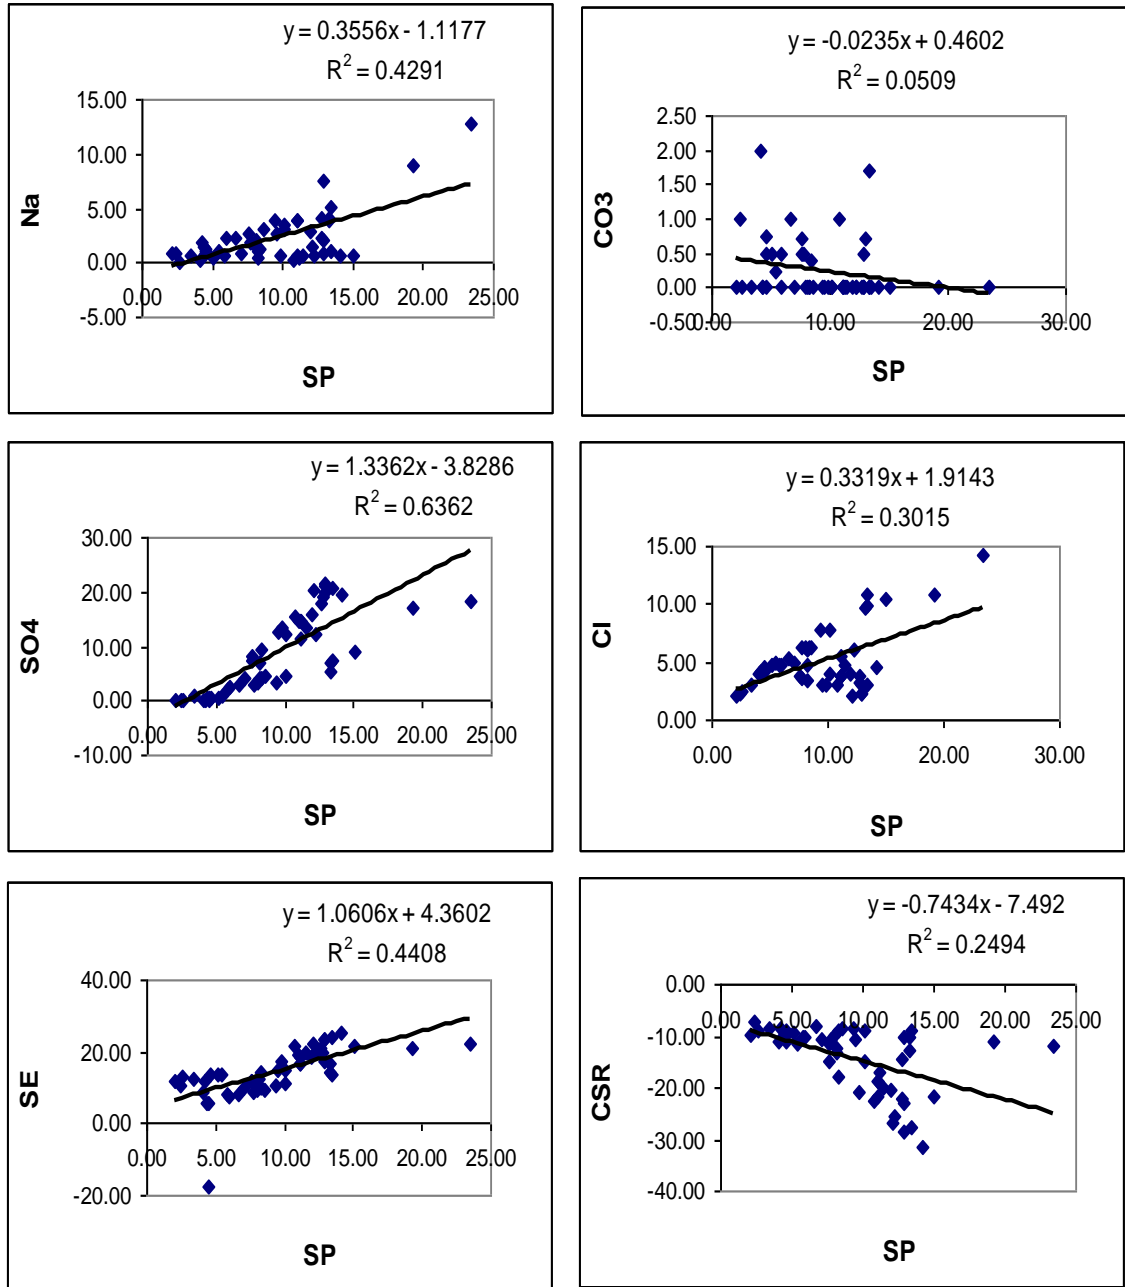 y = 0.3556x - 1.1177
R² = 0.4291
15.00
10.00
5.00
0.00
-5.00
0.00 5.00 10.00 15.00 20.00 25.00
Na
SP
y = -0.0235x + 0.4602
R² = 0.0509
2.50
2.00
1.50
1.00
0.50
0.00
-0.50
0.00 10.00 20.00 30.00
CO3
SP
y = 1.3362x - 3.8286
R² = 0.6362
30.00
20.00
10.00
0.00
-10.00
0.00 5.00 10.00 15.00 20.00 25.00
SO4
SP
y = 0.3319x + 1.9143
R² = 0.3015
15.00
10.00
5.00
0.00
0.00 10.00 20.00 30.00
Cl
SP
y = 1.0606x + 4.3602
R² = 0.4408
40.00
20.00
0.00
-20.00
0.00 5.00 10.00 15.00 20.00 25.00
SE
SP
y = -0.7434x - 7.492
R² = 0.2494
0.00
-10.00
-20.00
-30.00
-40.00
0.00 5.00 10.00 15.00 20.00 25.00
CSR
SP